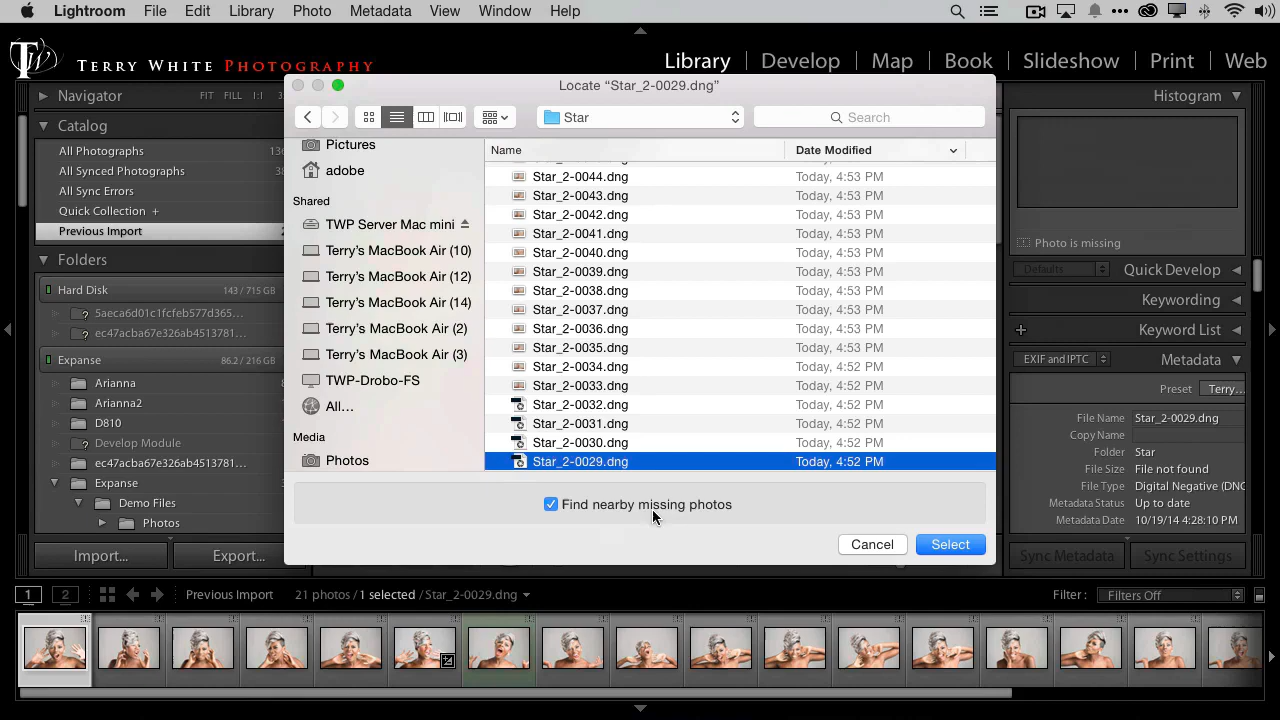 Lightroom File Edit Library Photo Metadata View Window Help
TW TERRY WHITE PHOTOGRAPHY
Library Develop Map Book Slideshow Print Web
Navigator FIT FILL 1:1
Catalog
All Photographs
All Synced Photographs
All Sync Errors
Quick Collection +
Previous Import
Folders
Hard Disk 143 / 715 GB
5aeca6d01c1fcfeb577d365...
ec47acba67e326ab4513781...
Expanse 86.2 / 216 GB
Arianna
Arianna2
D810
Develop Module
ec47acba67e326ab4513781...
Expanse
Demo Files
Photos
Import... Export...
Locate “Star_2-0029.dng”
Star
Search
Pictures
adobe
Shared
TWP Server Mac mini
Terry’s MacBook Air (10)
Terry’s MacBook Air (12)
Terry’s MacBook Air (14)
Terry’s MacBook Air (2)
Terry’s MacBook Air (3)
TWP-Drobo-FS
All...
Media
Photos
Name Date Modified
Star_2-0044.dng Today, 4:53 PM
Star_2-0043.dng Today, 4:53 PM
Star_2-0042.dng Today, 4:53 PM
Star_2-0041.dng Today, 4:53 PM
Star_2-0040.dng Today, 4:53 PM
Star_2-0039.dng Today, 4:53 PM
Star_2-0038.dng Today, 4:53 PM
Star_2-0037.dng Today, 4:53 PM
Star_2-0036.dng Today, 4:53 PM
Star_2-0035.dng Today, 4:53 PM
Star_2-0034.dng Today, 4:52 PM
Star_2-0033.dng Today, 4:52 PM
Star_2-0032.dng Today, 4:52 PM
Star_2-0031.dng Today, 4:52 PM
Star_2-0030.dng Today, 4:52 PM
Star_2-0029.dng Today, 4:52 PM
Find nearby missing photos
Cancel Select
Histogram
Photo is missing
Defaults Quick Develop
Keywording
Keyword List
EXIF and IPTC Metadata
Preset Terry...
File Name Star_2-0029.dng
Copy Name
Folder Star
File Size File not found
File Type Digital Negative (DNG
Metadata Status Up to date
Metadata Date 10/19/14 4:28:10 PM
Sync Metadata Sync Settings
1 2 Previous Import 21 photos / 1 selected / Star_2-0029.dng Filter : Filters Off